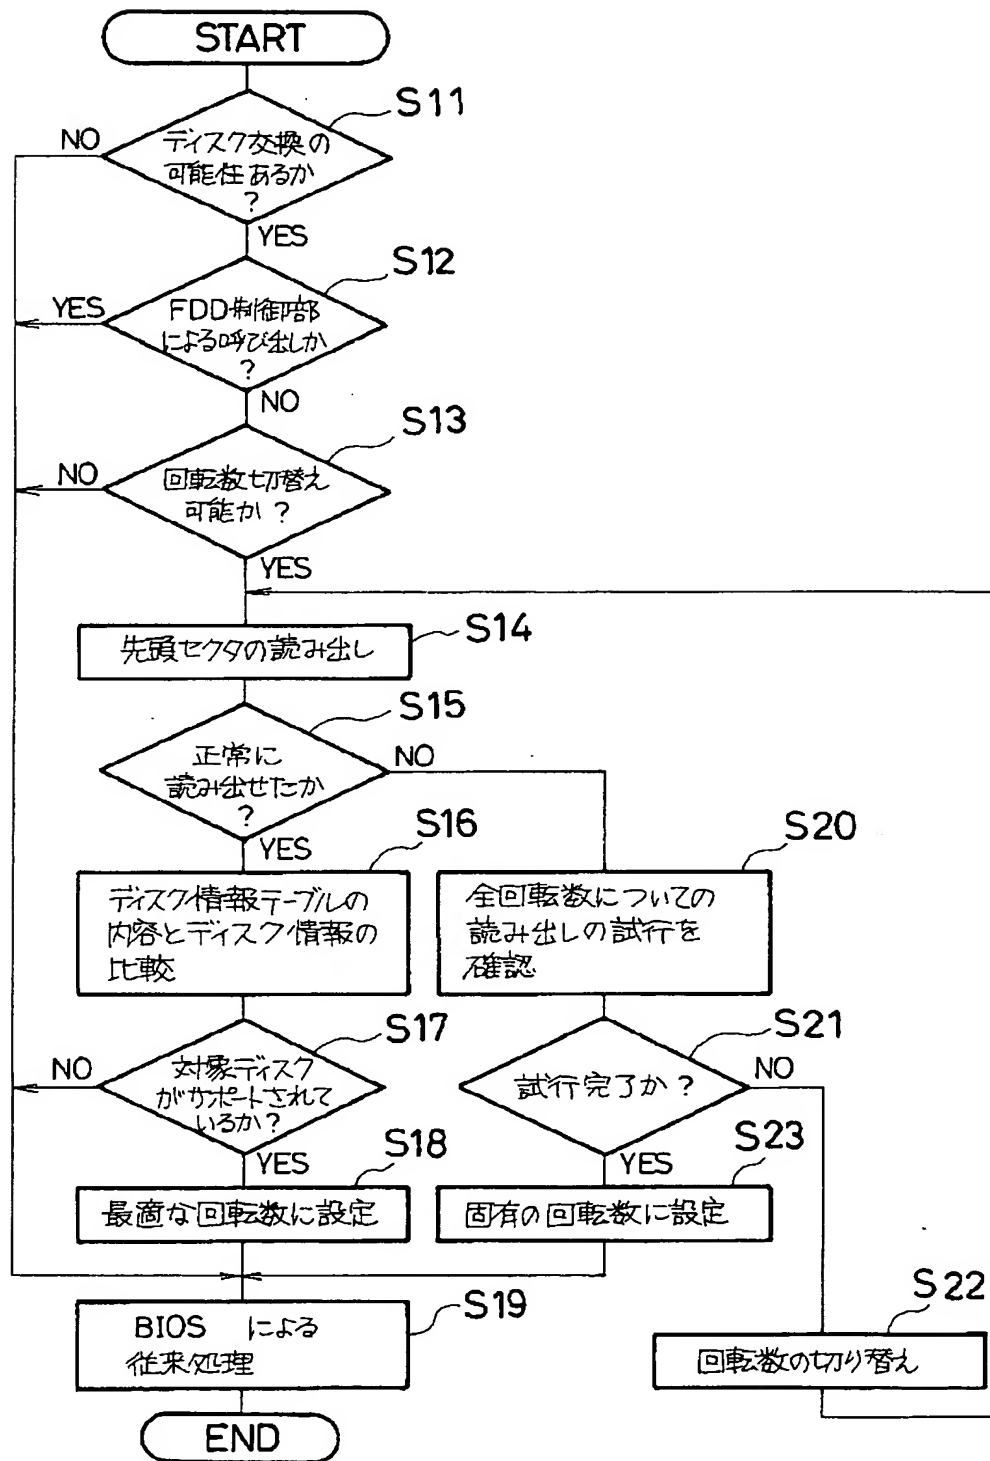 START
S11
ディスク交換の
可能性あるか
?
NO
YES
S12
FDD制御部
による呼び出しか
?
YES
NO
S13
回転数切替え
可能か?
NO
YES
S14
先頭セクタの読み出し
S15
正常に
読み出せたか
?
NO
YES
S16
ディスク情報テーブルの
内容とディスク情報の
比較
S20
全回転数についての
読み出しの試行を
確認
S17
対象ディスク
がサポートされて
いるか?
NO
YES
S21
試行完了か?
NO
YES
S18
最適な回転数に設定
S23
固有の回転数に設定
S19
BIOS による
従来処理
S22
回転数の切り替え
END